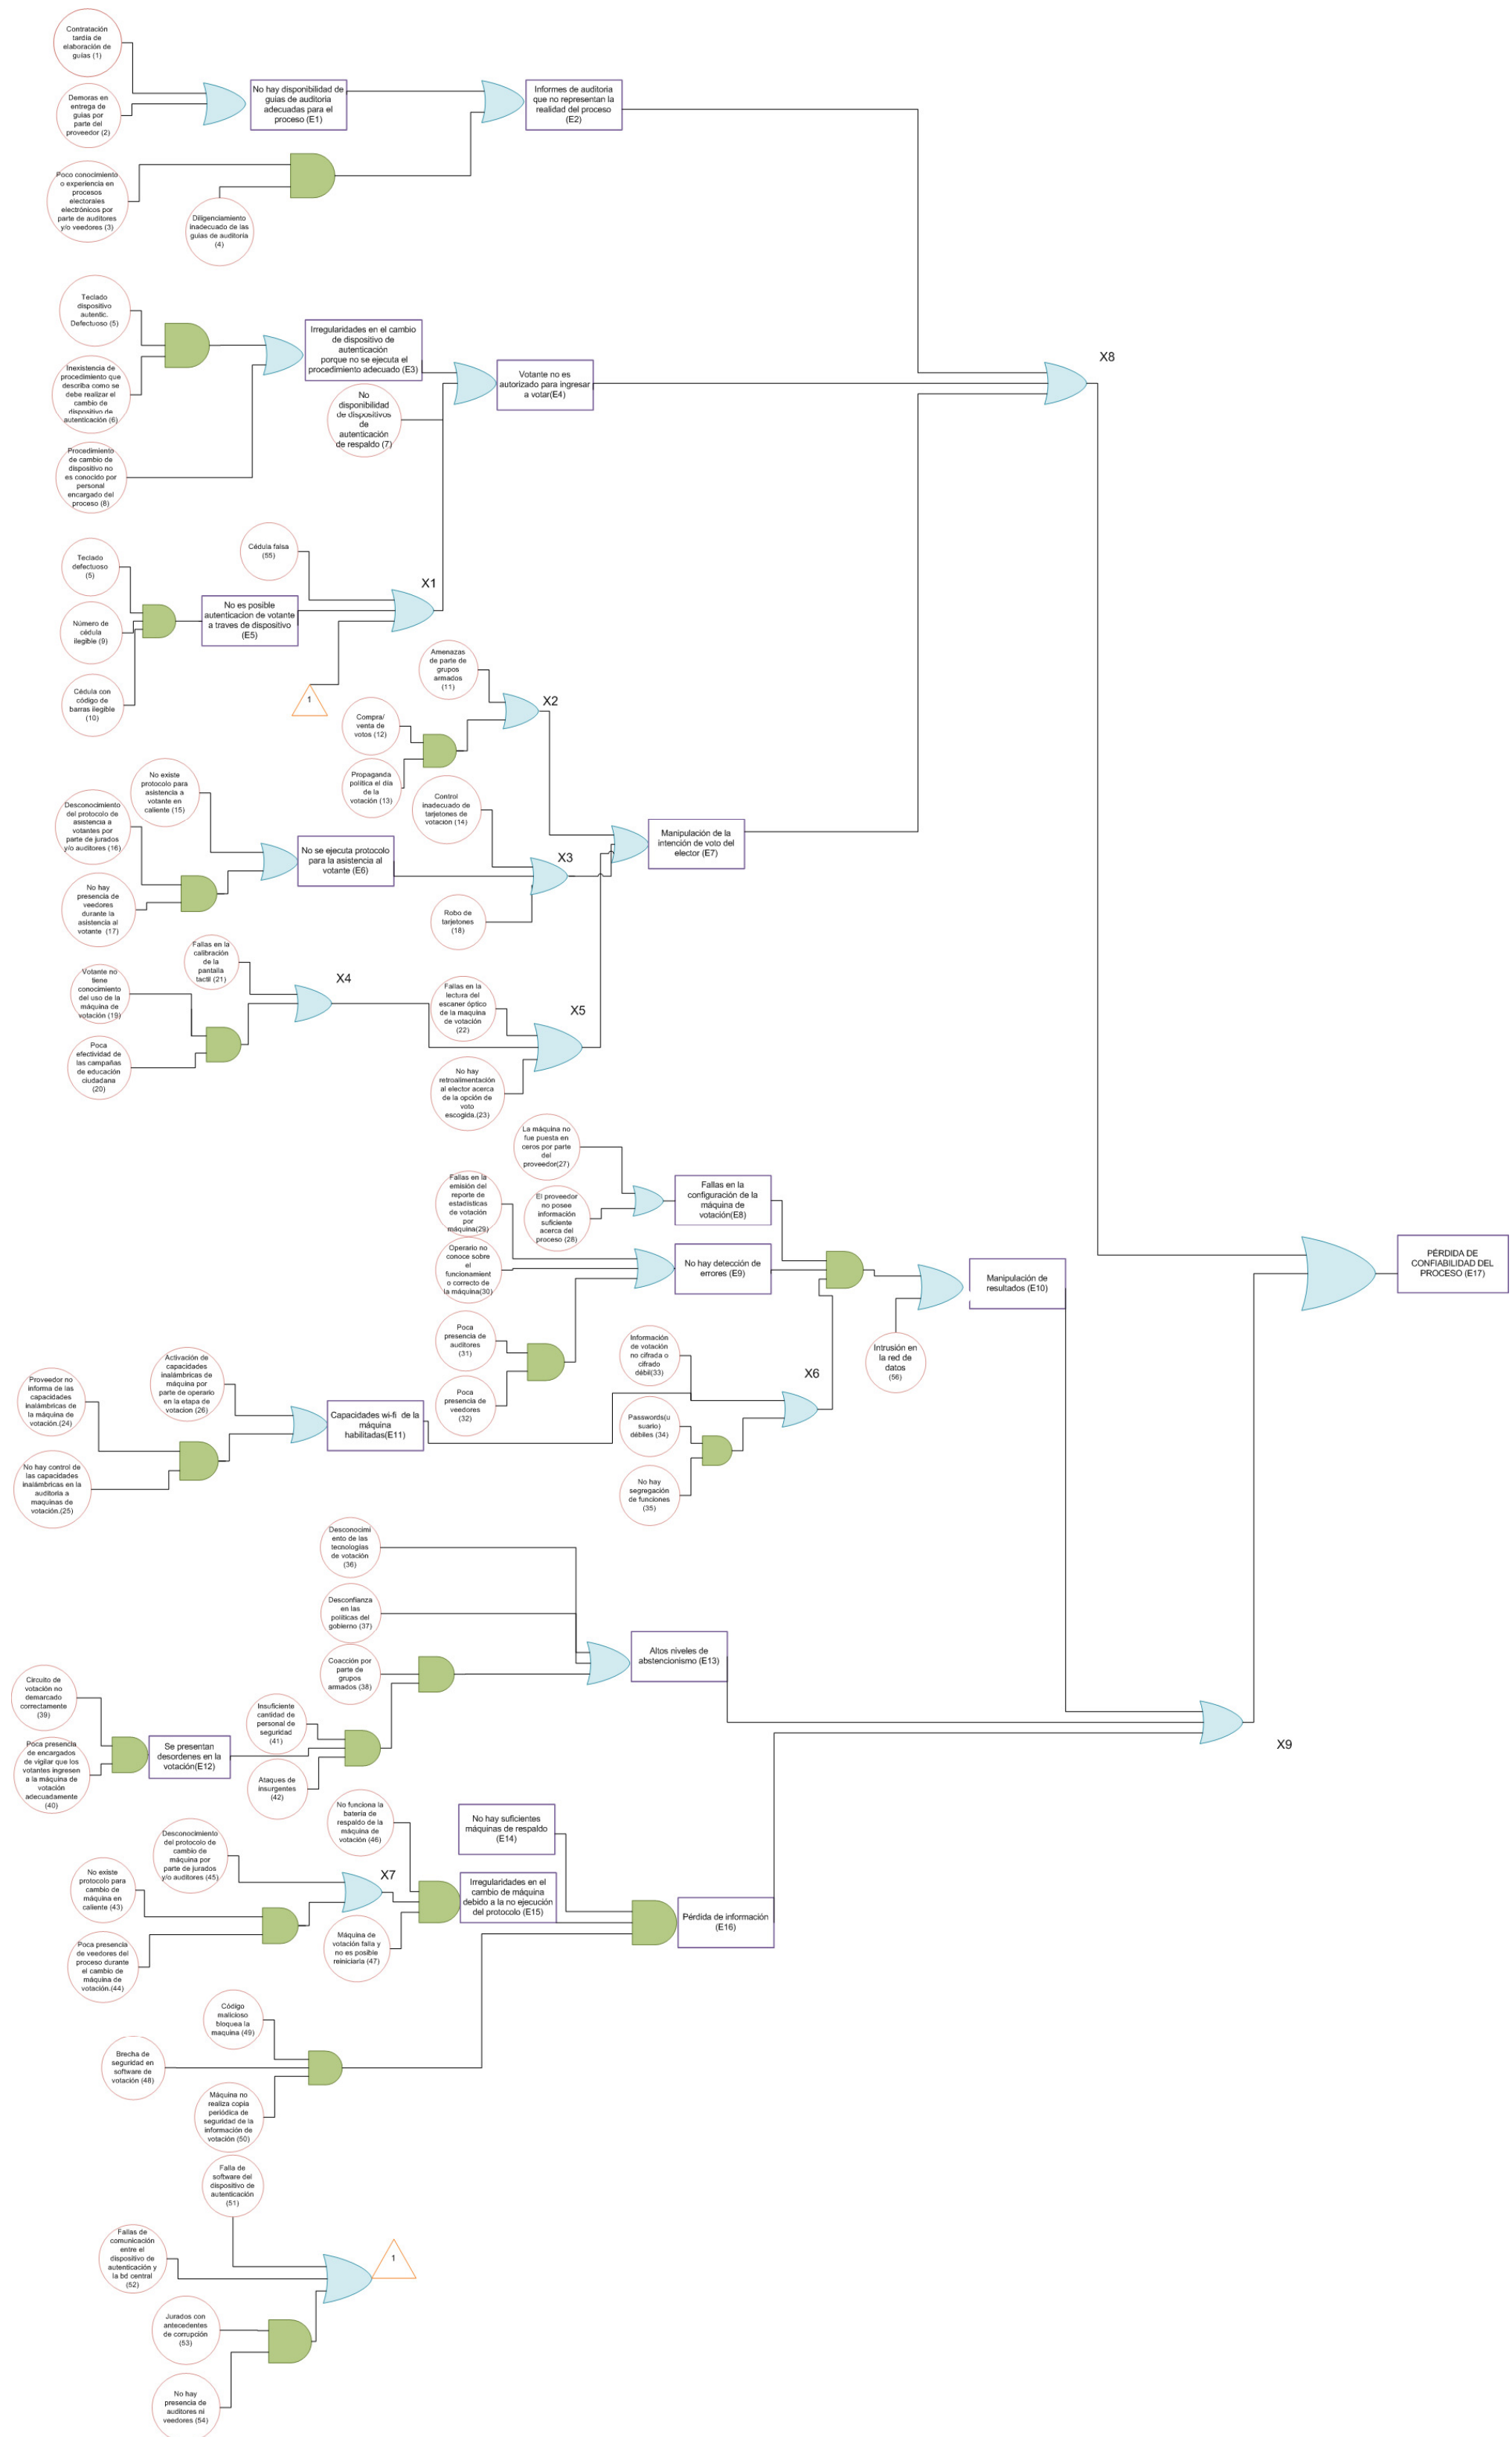 Contratación
tardía de
elaboración de
guías (1)
Demoras en
entrega de
guías por
parte del
proveedor (2)
No hay disponibilidad de
guias de auditoria
adecuadas para el
proceso (E1)
Informes de auditoria
que no representan la
realidad del proceso
(E2)
Poco conocimiento
o experiencia en
procesos
electorales
electrónicos por
parte de auditores
y/o veedores (3)
Diligenciamiento
inadecuado de las
guías de auditoría
(4)
Teclado
dispositivo
autentic.
Defectuoso (5)
Inexistencia de
procedimiento que
describa como se
debe realizar el
cambio de
dispositivo de
autenticación (6)
Procedimiento
de cambio de
dispositivo no
es conocido por
personal
encargado del
proceso (8)
Irregularidades en el cambio
de dispositivo de
autenticación
porque no se ejecuta el
procedimiento adecuado (E3)
No
disponibilidad
de dispositivos
de
autenticación
de respaldo (7)
Votante no es
autorizado para ingresar
a votar(E4)
X8
Teclado
defectuoso
(5)
Número de
cédula
ilegible (9)
Cédula con
código de
barras ilegible
(10)
Cédula falsa
(55)
No es posible
autenticacion de votante
a traves de dispositivo
(E5)
X1
1
Amenazas
de parte de
grupos
armados
(11)
Compra/
venta de
votos (12)
Propaganda
política el día
de la
votación (13)
X2
Control
inadecuado de
tarjetones de
votación (14)
No existe
protocolo para
asistencia a
votante en
caliente (15)
Desconocimiento
del protocolo de
asistencia a
votantes por
parte de jurados
y/o auditores (16)
No hay
presencia de
veedores
durante la
asistencia al
votante (17)
No se ejecuta protocolo
para la asistencia al
votante (E6)
X3
Robo de
tarjetones
(18)
Manipulación de la
intención de voto del
elector (E7)
Fallas en la
calibración
de la
pantalla
tactil (21)
Votante no
tiene
conocimiento
del uso de la
máquina de
votación (19)
Poca
efectividad de
las campañas
de educación
ciudadana
(20)
X4
Fallas en la
lectura del
escaner óptico
de la maquina
de votación
(22)
X5
No hay
retroalimentación
al elector acerca
de la opción de
voto
escogida.(23)
La máquina no
fue puesta en
ceros por parte
del
proveedor(27)
El proveedor
no posee
información
suficiente
acerca del
proceso (28)
Fallas en la
configuración de la
máquina de
votación(E8)
Fallas en la
emisión del
reporte de
estadísticas
de votación
por
máquina(29)
Operario no
conoce sobre
el
funcionamient
o correcto de
la máquina(30)
No hay detección de
errores (E9)
Manipulación de
resultados (E10)
PÉRDIDA DE
CONFIABILIDAD DEL
PROCESO (E17)
Poca
presencia de
auditores
(31)
Poca
presencia de
veedores
(32)
Información
de votación
no cifrada o
cifrado
débil(33)
Intrusión en
la red de
datos
(56)
X6
Passwords(u
suario)
débiles (34)
No hay
segregación
de funciones
(35)
Activación de
capacidades
inalámbricas de
máquina por
parte de operario
en la etapa de
votacion (26)
Proveedor no
informa de las
capacidades
inalámbricas de
la máquina de
votación.(24)
No hay control de
las capacidades
inalámbricas en la
auditoria a
maquinas de
votación.(25)
Capacidades wi-fi de la
máquina
habilitadas(E11)
Desconocimi
ento de las
tecnologías
de votación
(36)
Desconfianza
en las
políticas del
gobierno (37)
Coacción por
parte de
grupos
armados (38)
Altos niveles de
abstencionismo (E13)
Circuito de
votación no
demarcado
correctamente
(39)
Poca presencia
de encargados
de vigilar que los
votantes ingresen
a la máquina de
votación
adecuadamente
(40)
Se presentan
desordenes en la
votación(E12)
Insuficiente
cantidad de
personal de
seguridad
(41)
Ataques de
insurgentes
(42)
X9
No funciona la
batería de
respaldo de la
máquina de
votación (46)
No hay suficientes
máquinas de respaldo
(E14)
Desconocimiento
del protocolo de
cambio de
máquina por
parte de jurados
y/o auditores (45)
No existe
protocolo para
cambio de
máquina en
caliente (43)
Poca presencia
de veedores del
proceso durante
el cambio de
máquina de
votación.(44)
X7
Máquina de
votación falla y
no es posible
reiniciarla (47)
Irregularidades en el
cambio de máquina
debido a la no ejecución
del protocolo (E15)
Pérdida de información
(E16)
Código
malicioso
bloquea la
maquina (49)
Brecha de
seguridad en
software de
votación (48)
Máquina no
realiza copia
periódica de
seguridad de la
información de
votación (50)
Falla de
software del
dispositivo de
autenticación
(51)
Fallas de
comunicación
entre el
dispositivo de
autenticación y
la bd central
(52)
1
Jurados con
antecedentes
de corrupción
(53)
No hay
presencia de
auditores ni
veedores (54)